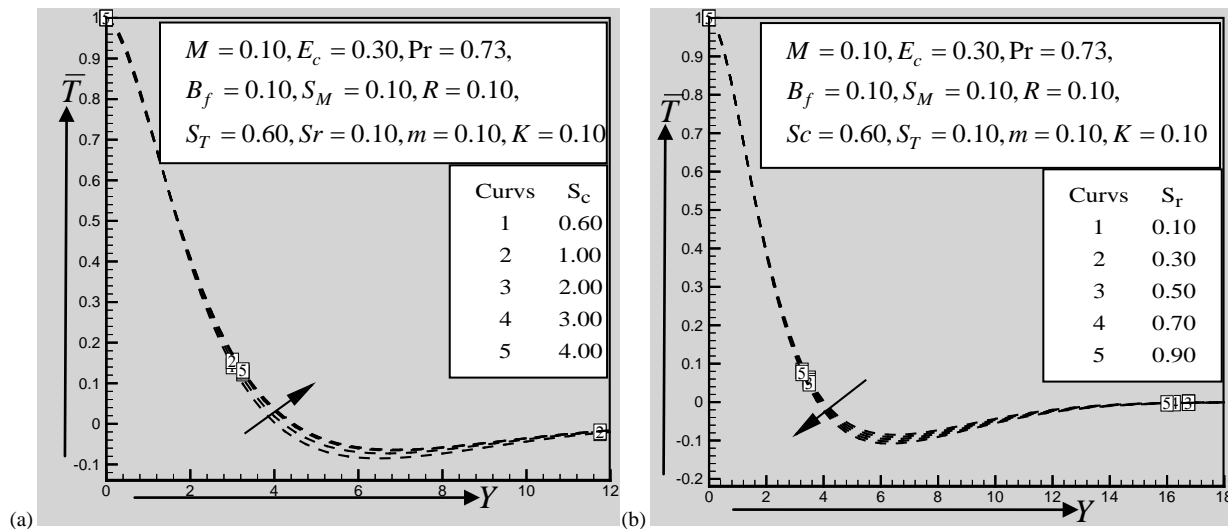 M = 0.10, E_c = 0.30, Pr = 0.73,
B_f = 0.10, S_M = 0.10, R = 0.10,
S_T = 0.60, Sr = 0.10, m = 0.10, K = 0.10
Curvs S_c
1 0.60
2 1.00
3 2.00
4 3.00
5 4.00
T̅
1
0.9
0.8
0.7
0.6
0.5
0.4
0.3
0.2
0.1
0
-0.1
5
2
5
2
0 2 4 6 8 10 12
Y
(a)
M = 0.10, E_c = 0.30, Pr = 0.73,
B_f = 0.10, S_M = 0.10, R = 0.10,
Sc = 0.60, S_T = 0.10, m = 0.10, K = 0.10
Curvs S_r
1 0.10
2 0.30
3 0.50
4 0.70
5 0.90
T̅
1
0.9
0.8
0.7
0.6
0.5
0.4
0.3
0.2
0.1
0
-0.1
-0.2
5
5
3
5 4 3
0 2 4 6 8 10 12 14 16 18
Y
(b)